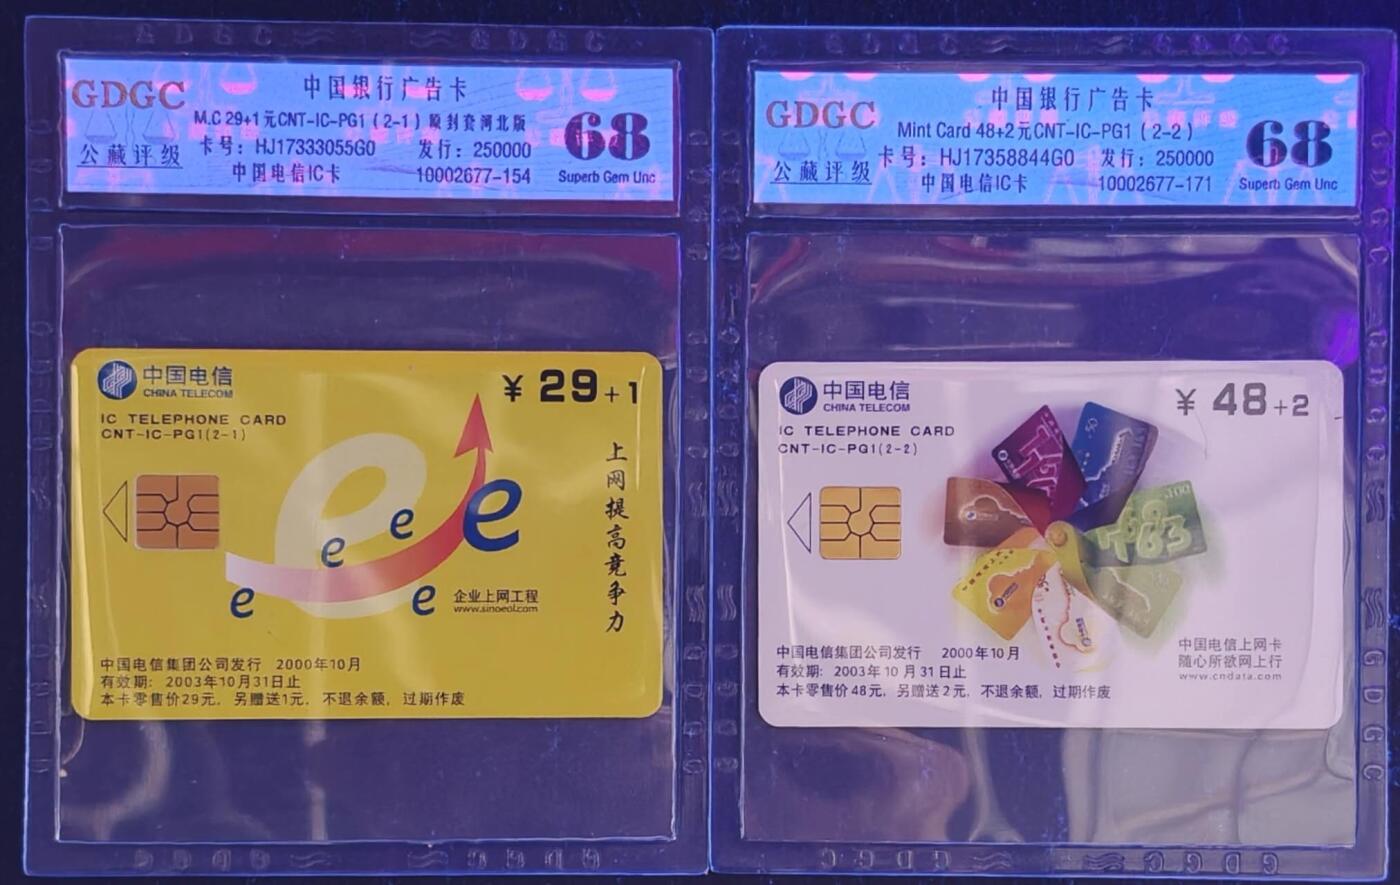 GDGC
公藏评级
中国银行广告卡
M.C 29+1元CNT-IC-PG1(2-1)原封套河北版
卡号：HJ17333055G0 发行：250000
中国电信IC卡 10002677-154
68
Superb Gem Unc
中国电信
CHINA TELECOM
IC TELEPHONE CARD
CNT-IC-PG1(2-1)
¥ 29+1
上网提高竞争力
e
e
e
e
e
e
企业上网工程
www.sinoeol.com
中国电信集团公司发行 2000年10月
有效期：2003年10月31日止
本卡零售价29元，另赠送1元，不退余额，过期作废
GDGC
公藏评级
中国银行广告卡
Mint Card 48+2元CNT-IC-PG1(2-2)
卡号：HJ17358844G0 发行：250000
中国电信IC卡 10002677-171
68
Superb Gem Unc
中国电信
CHINA TELECOM
IC TELEPHONE CARD
CNT-IC-PG1(2-2)
¥ 48+2
中国电信上网卡
随心所欲网上行
www.cndata.com
中国电信集团公司发行 2000年10月
有效期：2003年10月31日止
本卡零售价48元，另赠送2元，不退余额，过期作废